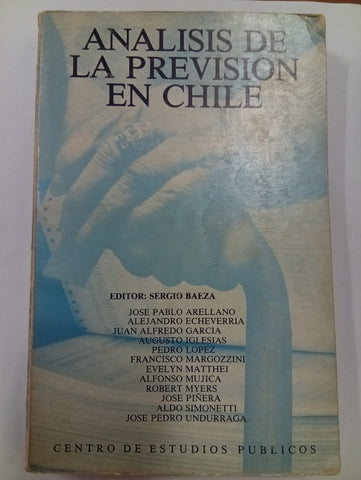 ANALISIS DE
LA PREVISION
EN CHILE
EDITOR: SERGIO BAEZA
JOSE PABLO ARELLANO
ALEJANDRO ECHEVERRIA
JUAN ALFREDO GARCIA
AUGUSTO IGLESIAS
PEDRO LOPEZ
FRANCISCO MARGOZZINI
EVELYN MATTHEI
ALFONSO MUJICA
ROBERT MYERS
JOSE PIÑERA
ALDO SIMONETTI
JOSE PEDRO UNDURRAGA
CENTRO DE ESTUDIOS PUBLICOS